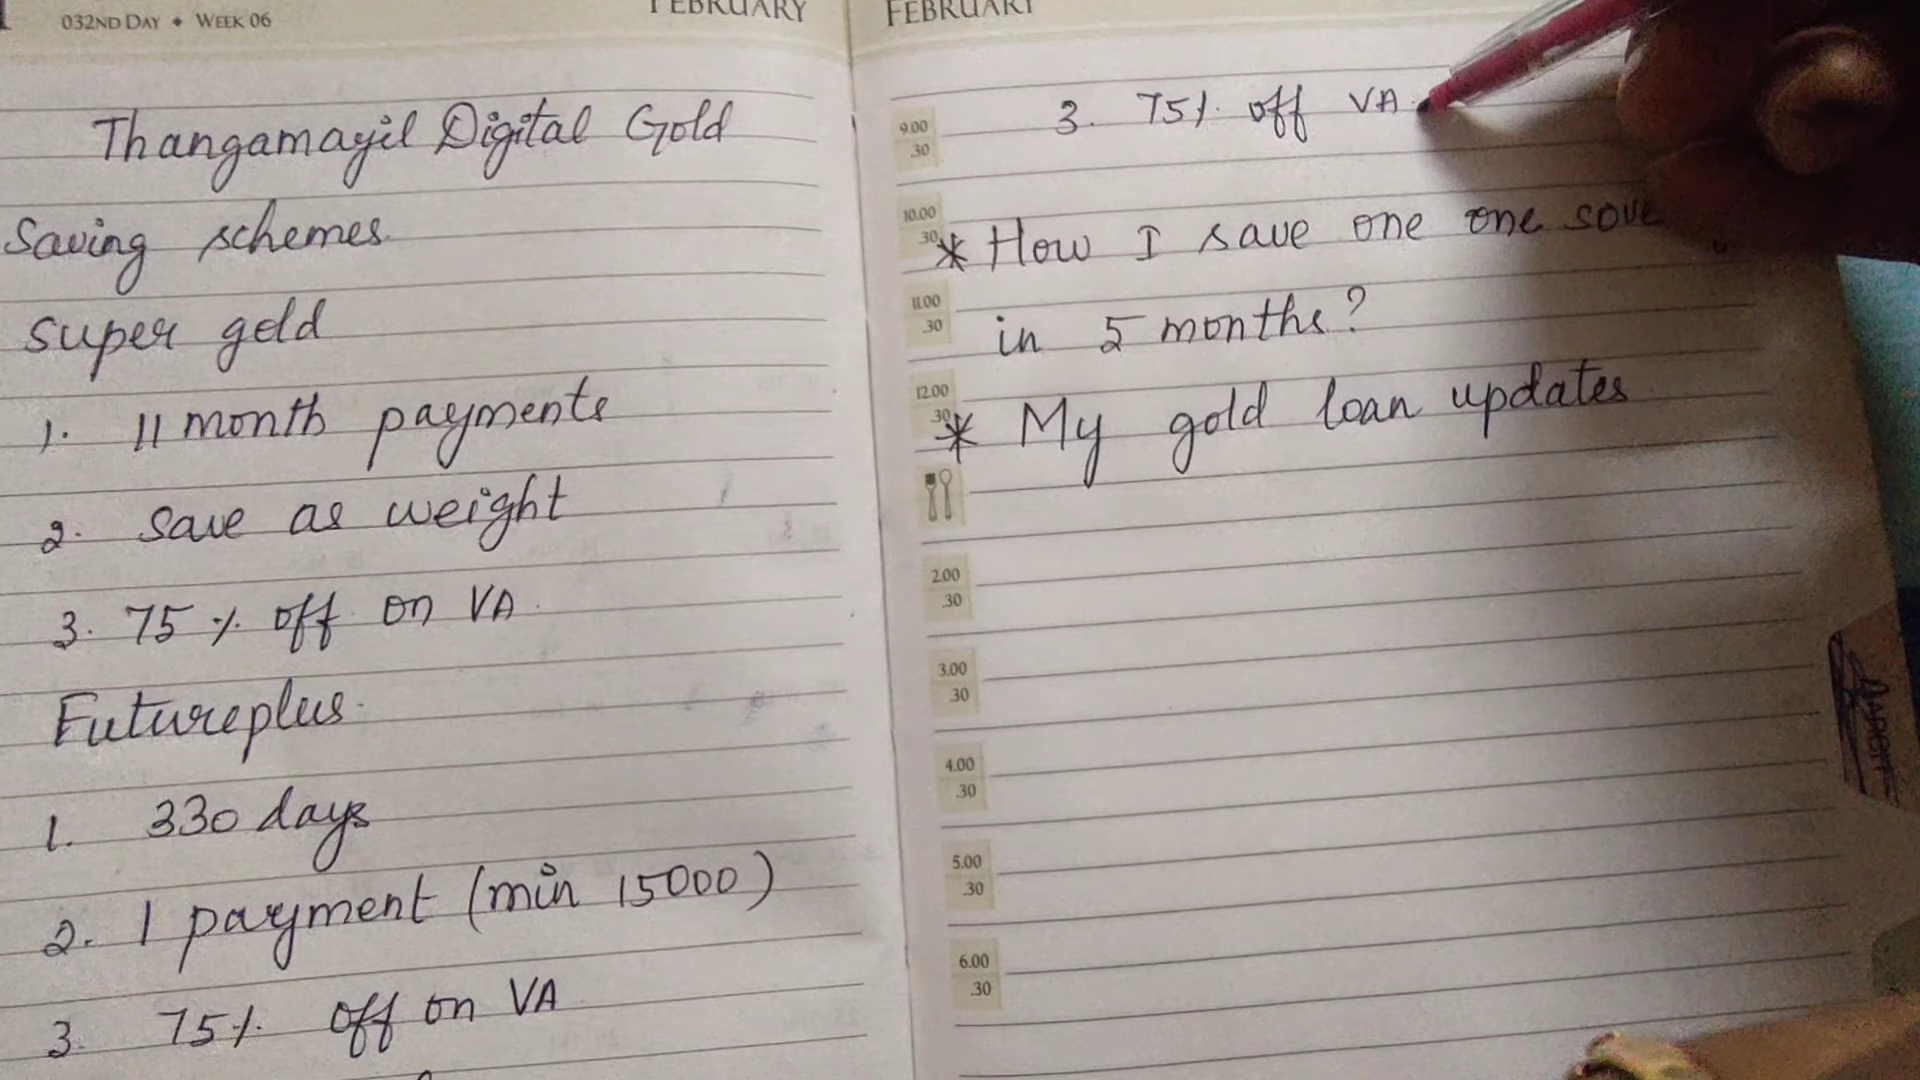 032ND DAY ♦ WEEK 06
FEBRUARY
Thangamayil Digital Gold
Saving schemes.
Super gold
1. 11 month payments
2. Save as weight
3. 75 % off on VA.
Futureplus.
1. 330 days
2. 1 payment (min 15000)
3. 75% off on VA
FEBRUARY
3. 75% off VA.
9.00
.30
10.00
30
* How I save one one
11.00
.30
in 5 months?
12.00
30
* My gold loan updates
2.00
.30
3.00
.30
4.00
.30
5.00
.30
6.00
.30